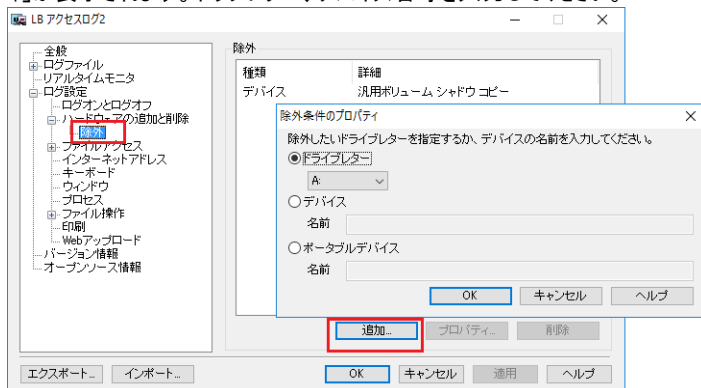 LB アクセスログ2
全般
ログファイル
リアルタイムモニタ
ログ設定
ログオンとログオフ
ハードウェアの追加と削除
除外
ファイルアクセス
インターネットアドレス
キーボード
ウィンドウ
プロセス
ファイル操作
印刷
Webアップロード
バージョン情報
オープンソース情報
除外
種類 詳細
デバイス 汎用ボリューム シャドウ コピー
除外条件のプロパティ
除外したいドライブレターを指定するか、デバイスの名前を入力してください。
ドライブレター
A:
デバイス
名前
ポータブルデバイス
名前
OK キャンセル ヘルプ
追加... プロパティ... 削除
エクスポート... インポート... OK キャンセル 適用 ヘルプ